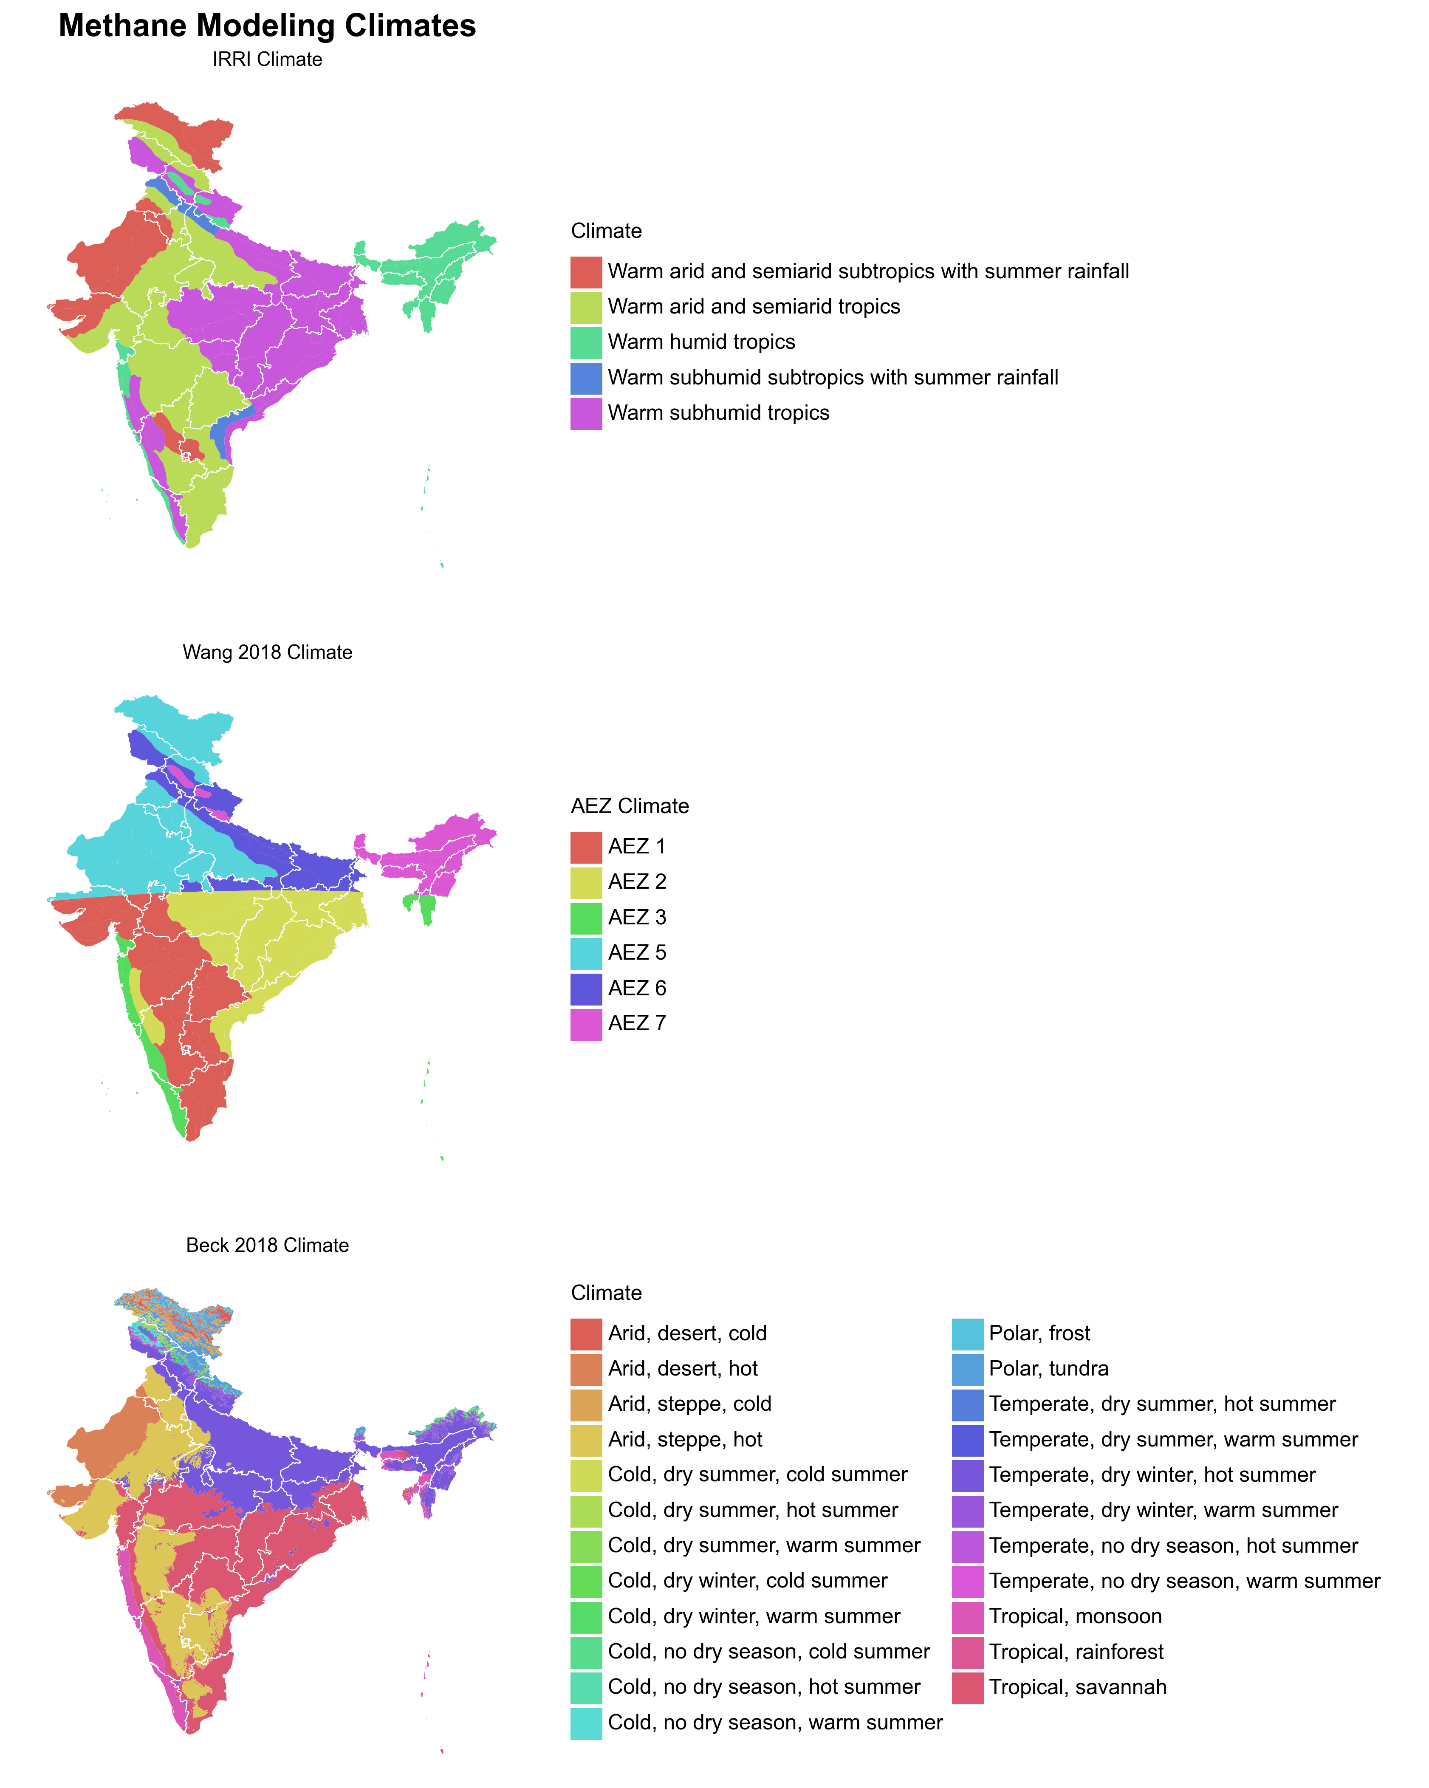 Methane Modeling Climates
IRRI Climate
Climate
Warm arid and semiarid subtropics with summer rainfall
Warm arid and semiarid tropics
Warm humid tropics
Warm subhumid subtropics with summer rainfall
Warm subhumid tropics
Wang 2018 Climate
AEZ Climate
AEZ 1
AEZ 2
AEZ 3
AEZ 5
AEZ 6
AEZ 7
Beck 2018 Climate
Climate
Arid, desert, cold
Arid, desert, hot
Arid, steppe, cold
Arid, steppe, hot
Cold, dry summer, cold summer
Cold, dry summer, hot summer
Cold, dry summer, warm summer
Cold, dry winter, cold summer
Cold, dry winter, warm summer
Cold, no dry season, cold summer
Cold, no dry season, hot summer
Cold, no dry season, warm summer
Polar, frost
Polar, tundra
Temperate, dry summer, hot summer
Temperate, dry summer, warm summer
Temperate, dry winter, hot summer
Temperate, dry winter, warm summer
Temperate, no dry season, hot summer
Temperate, no dry season, warm summer
Tropical, monsoon
Tropical, rainforest
Tropical, savannah